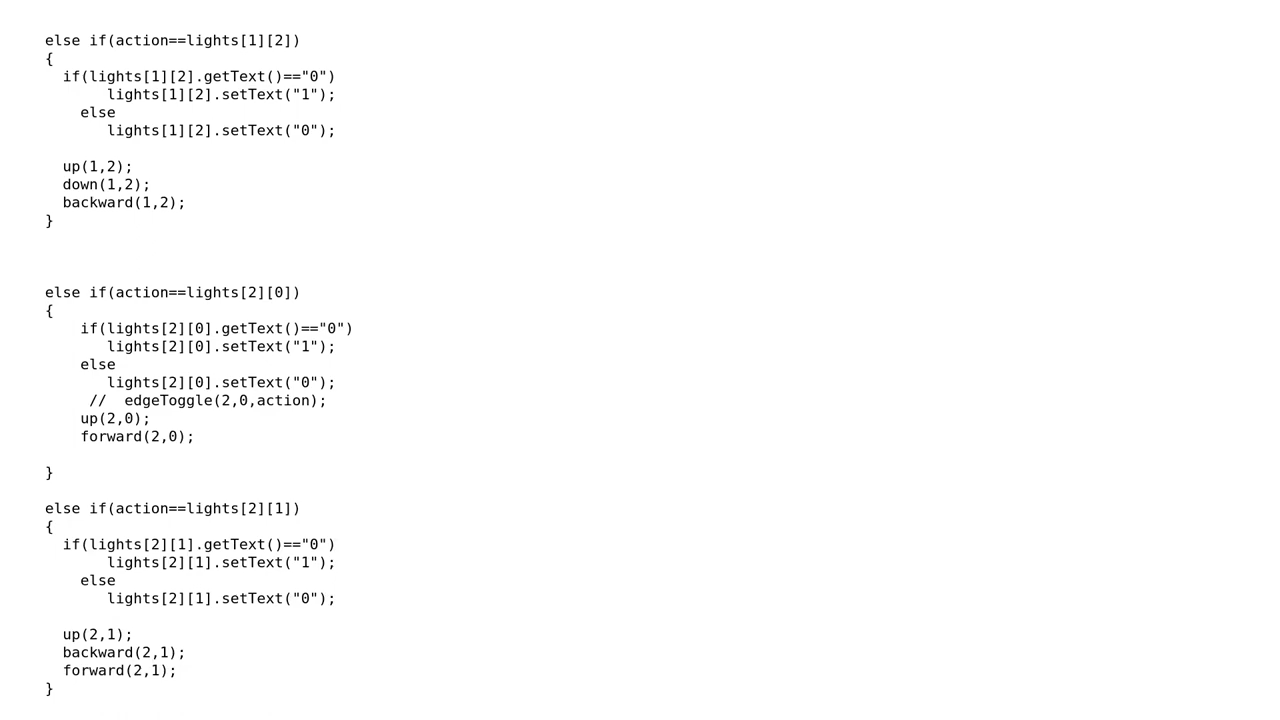 else if(action==lights[1][2])
{
  if(lights[1][2].getText()=="0")
       lights[1][2].setText("1");
    else
       lights[1][2].setText("0");

  up(1,2);
  down(1,2);
  backward(1,2);
}

else if(action==lights[2][0])
{
    if(lights[2][0].getText()=="0")
       lights[2][0].setText("1");
    else
       lights[2][0].setText("0");
     //  edgeToggle(2,0,action);
    up(2,0);
    forward(2,0);

}

else if(action==lights[2][1])
{
  if(lights[2][1].getText()=="0")
       lights[2][1].setText("1");
    else
       lights[2][1].setText("0");

  up(2,1);
  backward(2,1);
  forward(2,1);
}